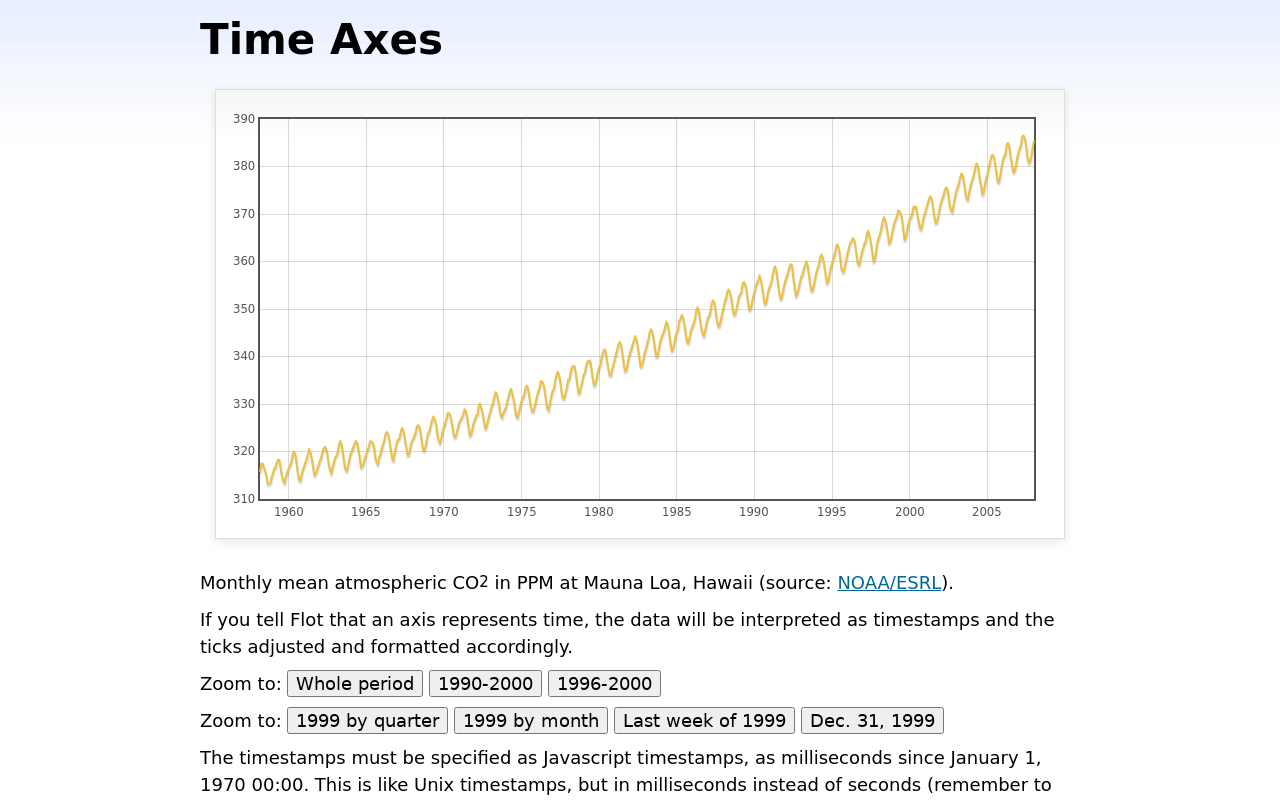 Time Axes
390
380
370
360
350
340
330
320
310
1960 1965 1970 1975 1980 1985 1990 1995 2000 2005
Monthly mean atmospheric CO2 in PPM at Mauna Loa, Hawaii (source: NOAA/ESRL).
If you tell Flot that an axis represents time, the data will be interpreted as timestamps and the
ticks adjusted and formatted accordingly.
Zoom to: Whole period 1990-2000 1996-2000
Zoom to: 1999 by quarter 1999 by month Last week of 1999 Dec. 31, 1999
The timestamps must be specified as Javascript timestamps, as milliseconds since January 1,
1970 00:00. This is like Unix timestamps, but in milliseconds instead of seconds (remember to